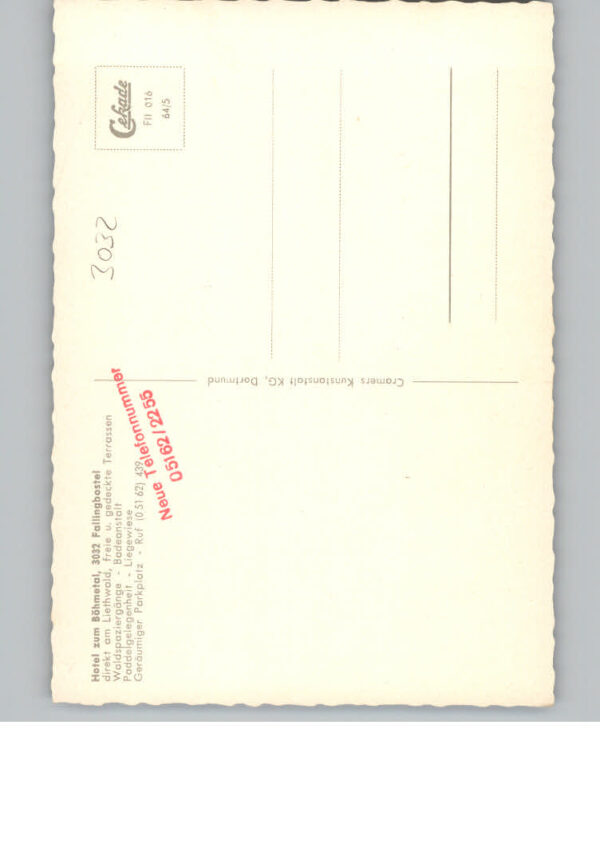 Hotel zum Böhmetal, 3032 Fallingbostel
direkt am Liethwald, freie u. gedeckte Terrassen
Waldspaziergänge - Badeanstalt
Paddelgelegenheit - Liegewiese
Geräumiger Parkplatz - Ruf (0 51 62) 439
Neue Telefonnummer
05162/2255
Cramers Kunstanstalt KG, Dortmund
3032
Cekade
FII 016
64/5